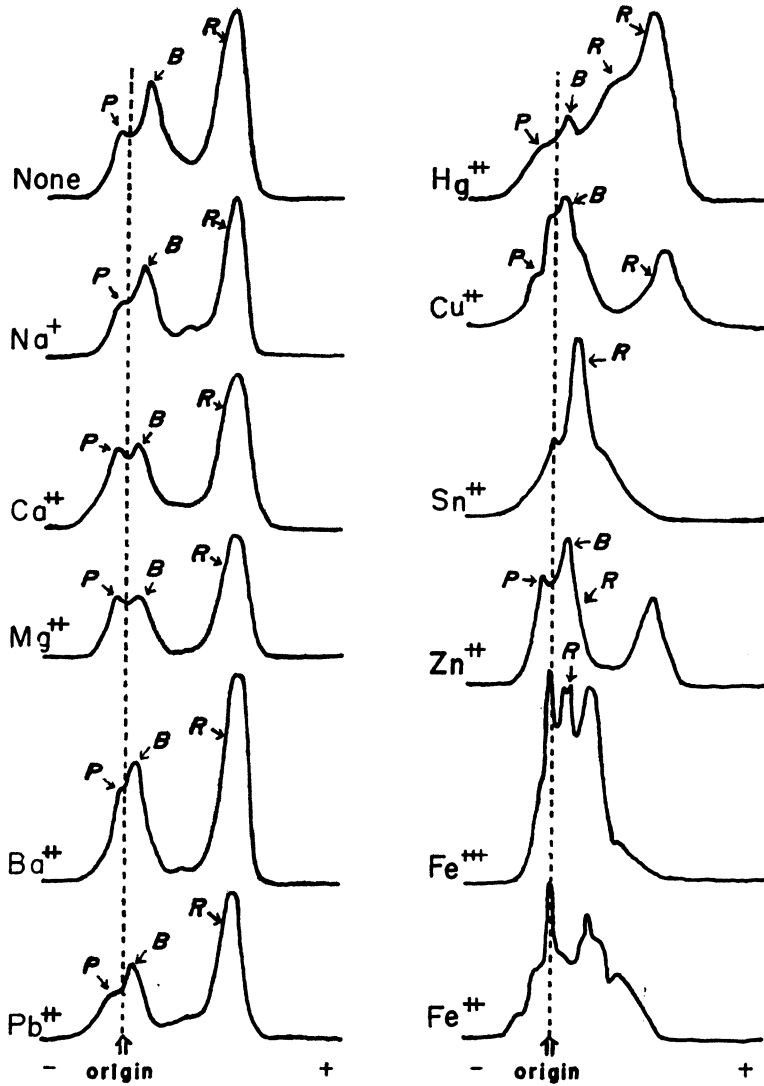 P
B
R
None
P
B
R
Na+
P
B
R
Ca++
P
B
R
Mg++
P
B
R
Ba++
P
B
R
Pb++
- origin +
P
B
R
R
Hg++
P
B
R
Cu++
R
Sn++
P
B
R
Zn++
R
Fe+++
Fe++
- origin +